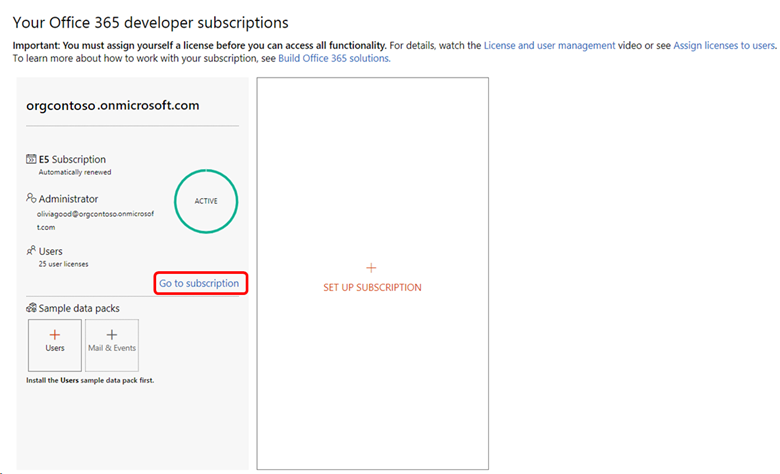 Your Office 365 developer subscriptions
Important: You must assign yourself a license before you can access all functionality. For details, watch the License and user management video or see Assign licenses to users.
To learn more about how to work with your subscription, see Build Office 365 solutions.
orgcontoso.onmicrosoft.com
E5 Subscription
Automatically renewed
Administrator
oliviagood@orgcontoso.onmicrosof
t.com
ACTIVE
Users
25 user licenses
Go to subscription
Sample data packs
Users
Mail & Events
Install the Users sample data pack first.
SET UP SUBSCRIPTION